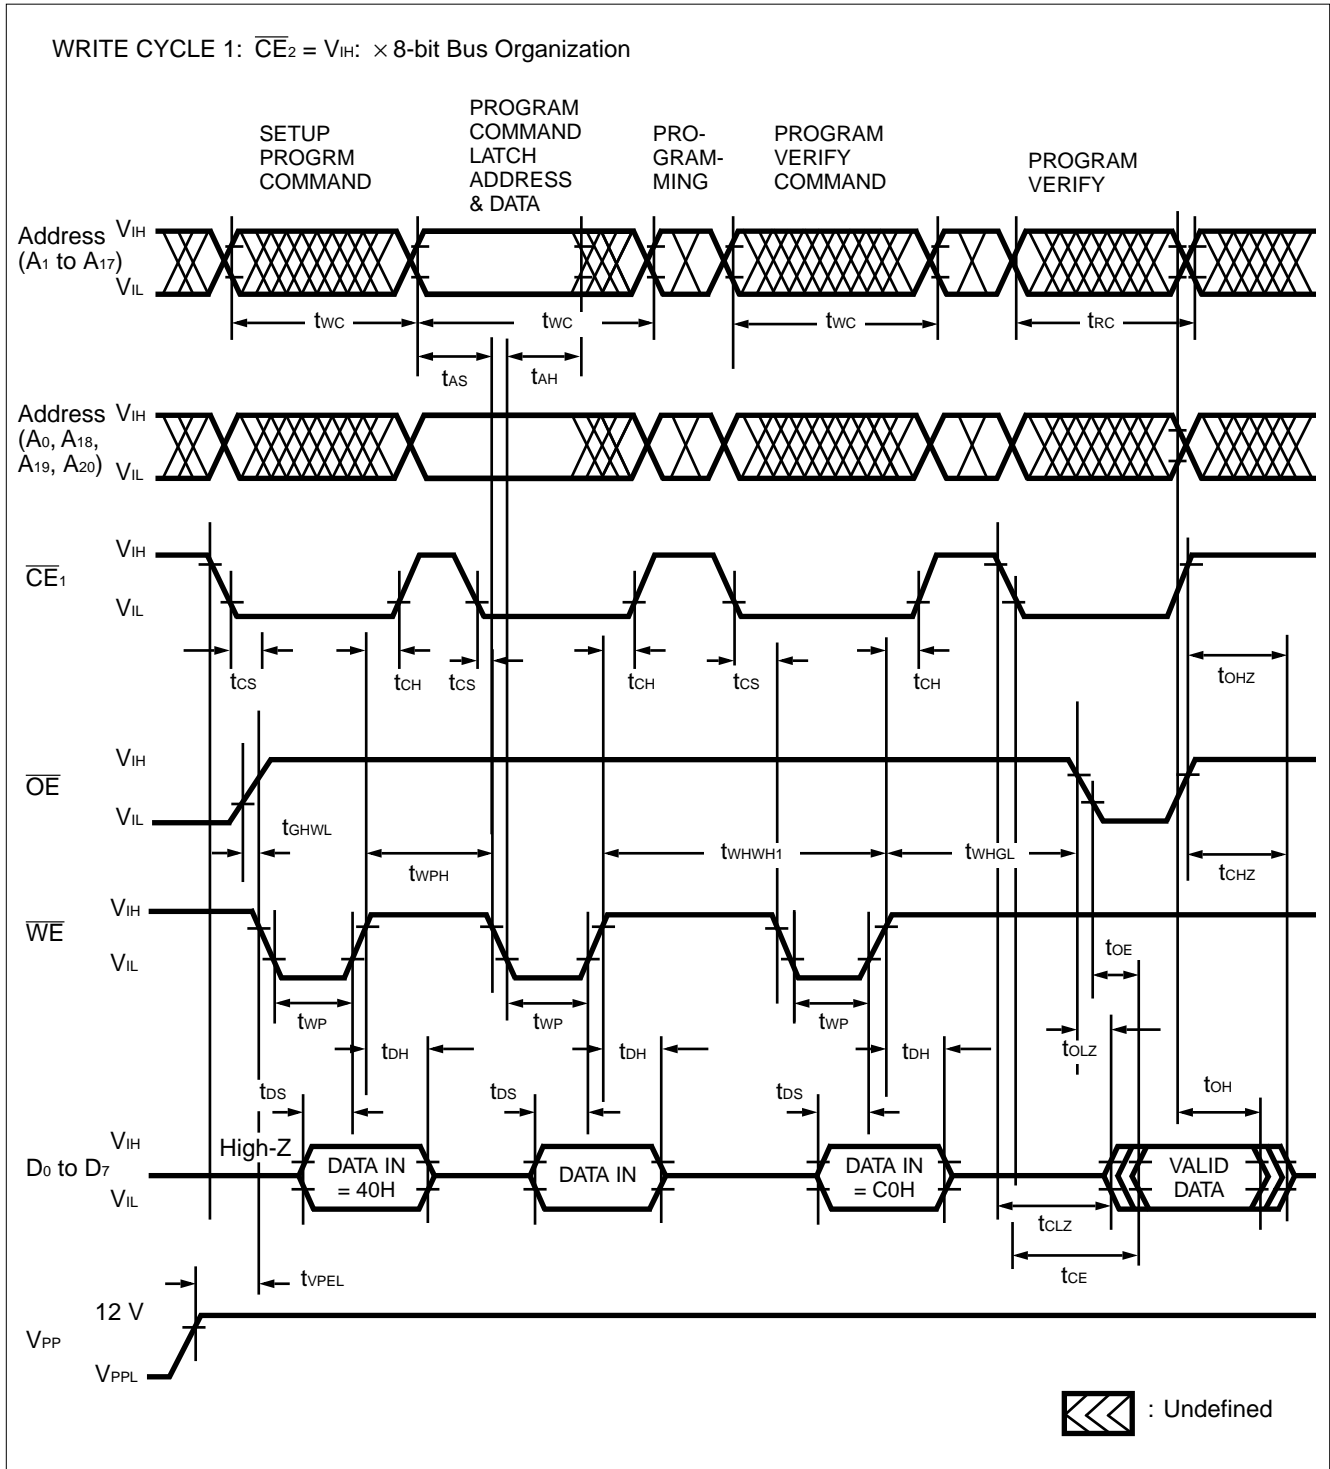 WRITE CYCLE 1: CE2 = VIH: × 8-bit Bus Organization
SETUP
PROGRM
COMMAND
PROGRAM
COMMAND
LATCH
ADDRESS
& DATA
PRO-
GRAM-
MING
PROGRAM
VERIFY
COMMAND
PROGRAM
VERIFY
Address
(A1 to A17)
VIH
VIL
tWC
tWC
tWC
tRC
tAS
tAH
Address
(A0, A18,
A19, A20)
VIH
VIL
CE1
VIH
VIL
tCS
tCH
tCS
tCH
tCS
tCH
tOHZ
OE
VIH
VIL
tGHWL
tWPH
tWHWH1
tWHGL
tCHZ
WE
VIH
VIL
tOE
tWP
tWP
tWP
tDH
tDH
tDH
tOLZ
tDS
tDS
tDS
tOH
D0 to D7
VIH
VIL
High-Z
DATA IN
= 40H
DATA IN
DATA IN
= C0H
VALID
DATA
tCLZ
tCE
tVPEL
VPP
12 V
VPPL
: Undefined